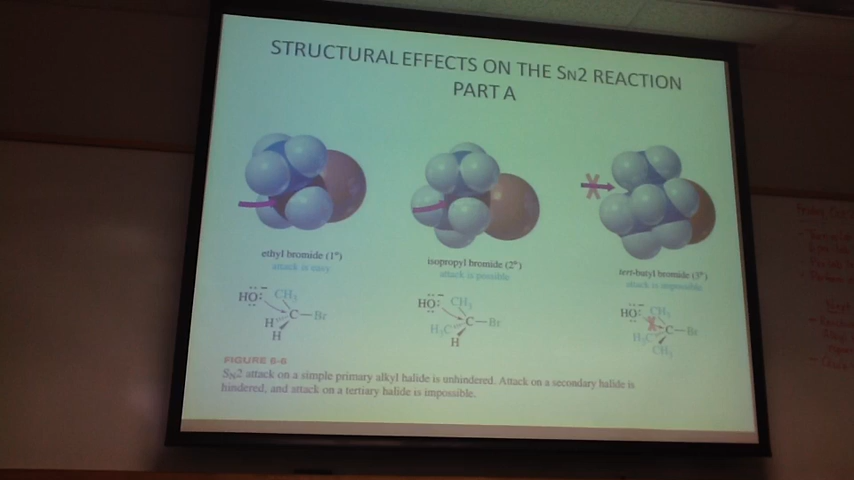 STRUCTURAL EFFECTS ON THE SN2 REACTION
PART A
ethyl bromide (1°)
attack is easy
isopropyl bromide (2°)
attack is possible
tert-butyl bromide (3°)
attack is impossible
HO:⁻ CH₃
C—Br
H
H
HO:⁻ CH₃
C—Br
H₃C
H
HO:⁻ CH₃
C—Br
H₃C
CH₃
FIGURE 6-6
SN2 attack on a simple primary alkyl halide is unhindered. Attack on a secondary halide is
hindered, and attack on a tertiary halide is impossible.